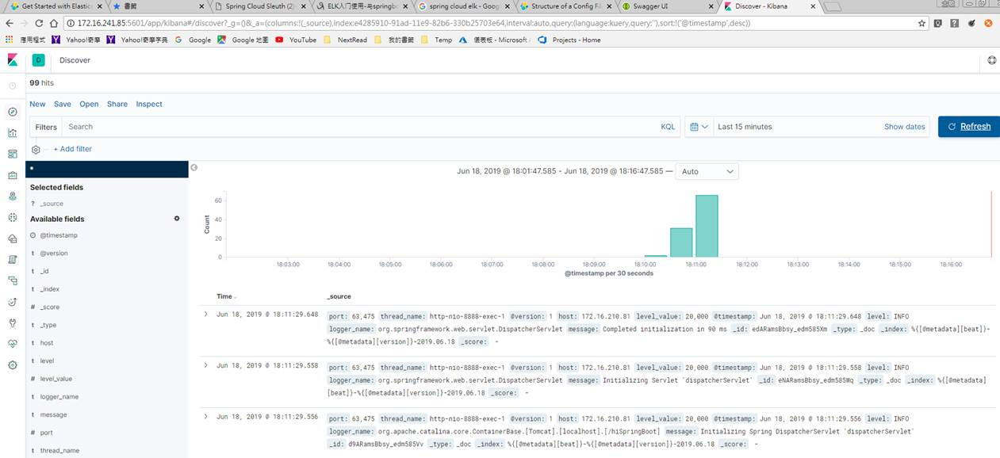 Get Started with Elastic
書籤
Spring Cloud Sleuth (2)
ELK入门使用-与springbo
spring cloud elk - Goog
Structure of a Config Fi
Swagger UI
Discover - Kibana
172.16.241.85:5601/app/kibana#/discover?_g=()&_a=(columns:!(_source),index:e4285910-91ad-11e9-82b6-330b25703e64,interval:auto,query:(language:kuery,query:''),sort:!('@timestamp',desc))
應用程式 Yahoo!奇摩 Yahoo!奇摩字典 Google Google 地圖 YouTube NextRead 我的書籤 Temp 儀表板 - Microsoft Projects - Home
D Discover
99 hits
New Save Open Share Inspect
Filters Search KQL Last 15 minutes Show dates Refresh
+ Add filter
Jun 18, 2019 @ 18:01:47.585 - Jun 18, 2019 @ 18:16:47.585 — Auto
Selected fields
? _source
Available fields
@timestamp
t @version
t _id
t _index
# _score
t _type
t host
t level
# level_value
t logger_name
t message
# port
t thread_name
Count
60
40
20
0
18:03:00 18:04:00 18:05:00 18:06:00 18:07:00 18:08:00 18:09:00 18:10:00 18:11:00 18:12:00 18:13:00 18:14:00 18:15:00 18:16:00
@timestamp per 30 seconds
Time _source
Jun 18, 2019 @ 18:11:29.648 port: 63,475 thread_name: http-nio-8888-exec-1 @version: 1 host: 172.16.210.81 level_value: 20,000 @timestamp: Jun 18, 2019 @ 18:11:29.648 level: INFO
logger_name: org.springframework.web.servlet.DispatcherServlet message: Completed initialization in 90 ms _id: edARamsBbsy_edm585Xm _type: _doc _index: %{[@metadata][beat]}-
%{[@metadata][version]}-2019.06.18 _score: -
Jun 18, 2019 @ 18:11:29.558 port: 63,475 thread_name: http-nio-8888-exec-1 @version: 1 host: 172.16.210.81 level_value: 20,000 @timestamp: Jun 18, 2019 @ 18:11:29.558 level: INFO
logger_name: org.springframework.web.servlet.DispatcherServlet message: Initializing Servlet 'dispatcherServlet' _id: eNARamsBbsy_edm585Wq _type: _doc _index: %{[@metadata]
[beat]}-%{[@metadata][version]}-2019.06.18 _score: -
Jun 18, 2019 @ 18:11:29.556 port: 63,475 thread_name: http-nio-8888-exec-1 @version: 1 host: 172.16.210.81 level_value: 20,000 @timestamp: Jun 18, 2019 @ 18:11:29.556 level: INFO
logger_name: org.apache.catalina.core.ContainerBase.[Tomcat].[localhost].[/hiSpringBoot] message: Initializing Spring DispatcherServlet 'dispatcherServlet'
_id: d9ARamsBbsy_edm585Vv _type: _doc _index: %{[@metadata][beat]}-%{[@metadata][version]}-2019.06.18 _score: -